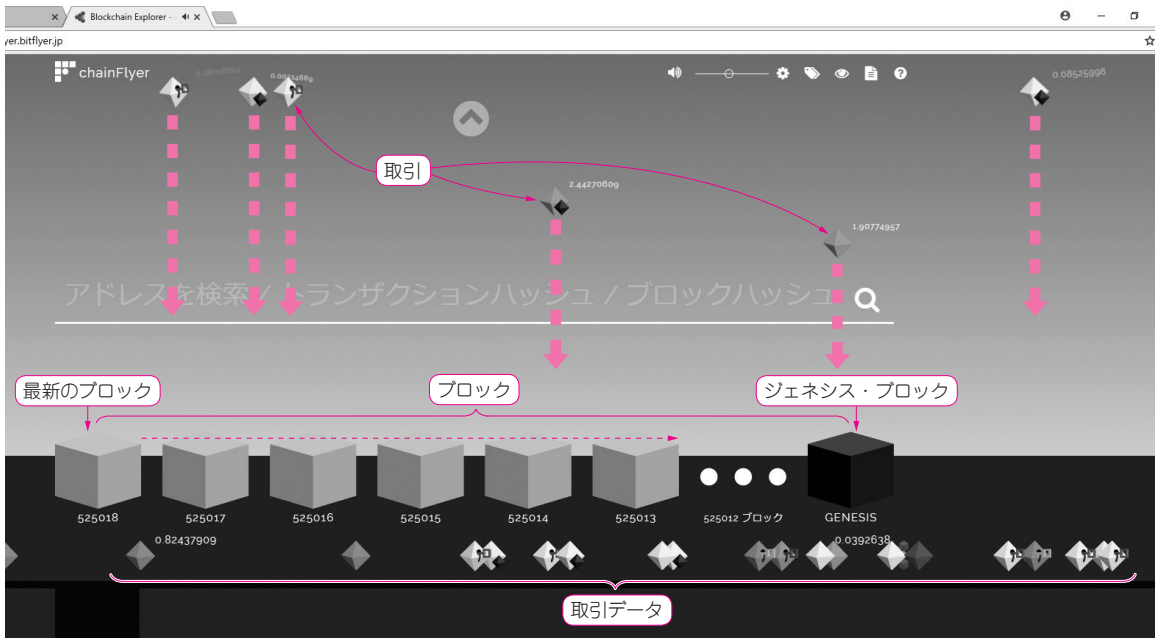 Blockchain Explorer -
yer.bitflyer.jp
chainFlyer
0.00214889
0.08525998
取引
2.44270609
1.90774957
アドレスを検索 / トランザクションハッシュ / ブロックハッシュ
最新のブロック
ブロック
ジェネシス・ブロック
525018
525017
525016
525015
525014
525013
525012 ブロック
GENESIS
0.82437909
0.0392638
取引データ